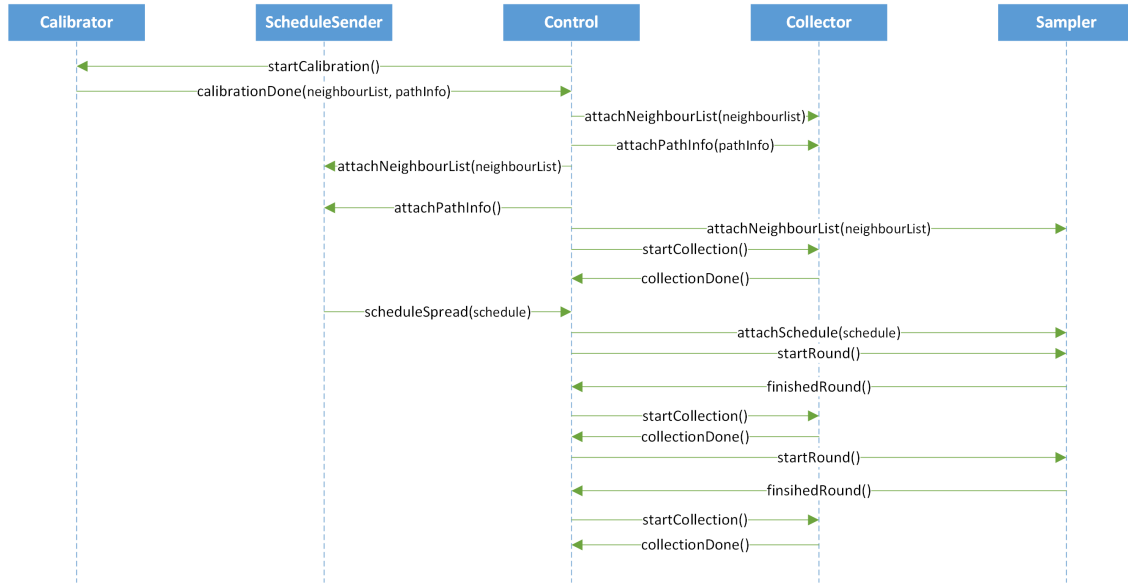 Calibrator ScheduleSender Control Collector Sampler
startCalibration()
calibrationDone(neighbourList, pathInfo)
attachNeighbourList(neighbourlist)
attachPathInfo(pathInfo)
attachNeighbourList(neighbourList)
attachPathInfo()
attachNeighbourList(neighbourList)
startCollection()
collectionDone()
scheduleSpread(schedule)
attachSchedule(schedule)
startRound()
finishedRound()
startCollection()
collectionDone()
startRound()
finsihedRound()
startCollection()
collectionDone()